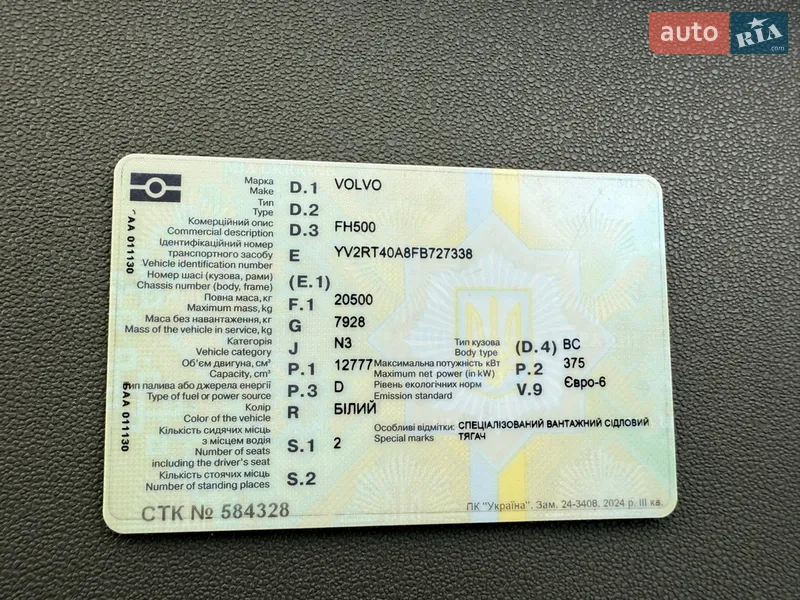 auto RIA .com
Марка
Make D.1 VOLVO
Тип
Type D.2
Комерційний опис
Commercial description D.3 FH500
Ідентифікаційний номер
транспортного засобу
Vehicle identification number E YV2RT40A8FB727338
Номер шасі (кузова, рами)
Chassis number (body, frame) (E.1)
Повна маса, кг
Maximum mass, kg F.1 20500
Маса без навантаження, кг
Mass of the vehicle in service, kg G 7928
Категорія
Vehicle category J N3
Тип кузова
Body type (D.4) BC
Об'єм двигуна, см³
Capacity, cm³ P.1 12777
Максимальна потужність кВт
Maximum net power (in kW) P.2 375
Тип палива або джерела енергії
Type of fuel or power source P.3 D
Рівень екологічних норм
Emission standard V.9 Євро-6
Колір
Color of the vehicle R БІЛИЙ
Особливі відмітки: СПЕЦІАЛІЗОВАНИЙ ВАНТАЖНИЙ СІДЛОВИЙ
Special marks ТЯГАЧ
Кількість сидячих місць
з місцем водія
Number of seats
including the driver's seat S.1 2
Кількість стоячих місць
Number of standing places S.2
СТК № 584328
ПК "Україна". Зам. 24-3408. 2024 р. III кв.
АА 011130
БАА 011130